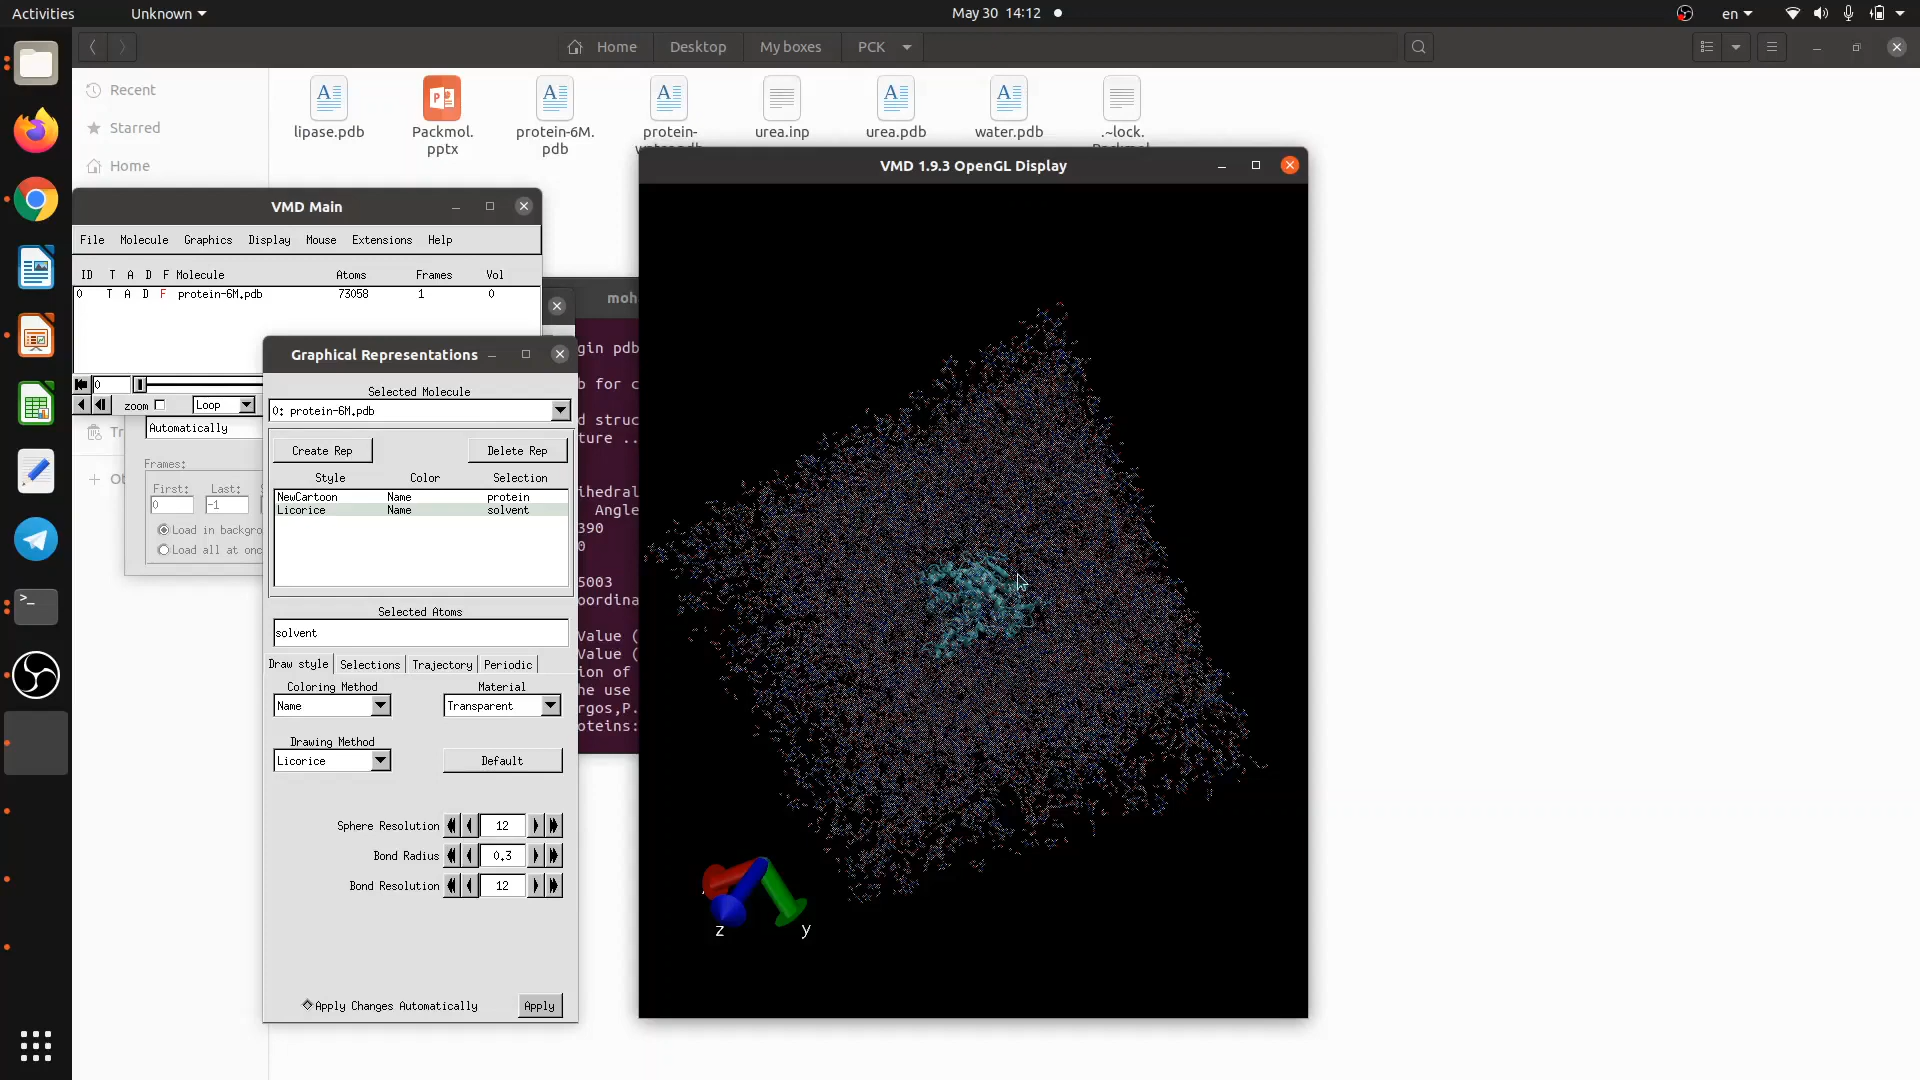 Activities
Unknown
May 30 14:12
en
Home
Desktop
My boxes
PCK
Recent
Starred
Home
lipase.pdb
Packmol.
pptx
protein-6M.
pdb
protein-
urea.inp
urea.pdb
water.pdb
.~lock.
VMD Main
File Molecule Graphics Display Mouse Extensions Help
ID T A D F Molecule Atoms Frames Vol
0 T A D F protein-6M.pdb 73058 1 0
0
zoom
Loop
Tr
Automatically
Frames:
First: Last:
0 -1
Load in backgro
Load all at onc
Ot
moh
gin pdb
b for c
d struc
ture ..
ihedral
Angle
390
0
5003
oordina
Value (
Value (
ion of
he use
rgos,P.
oteins:
Graphical Representations
Selected Molecule
0: protein-6M.pdb
Create Rep
Delete Rep
Style Color Selection
NewCartoon Name protein
Licorice Name solvent
Selected Atoms
solvent
Draw style Selections Trajectory Periodic
Coloring Method
Material
Name
Transparent
Drawing Method
Licorice
Default
Sphere Resolution 12
Bond Radius 0.3
Bond Resolution 12
Apply Changes Automatically
Apply
VMD 1.9.3 OpenGL Display
z
y